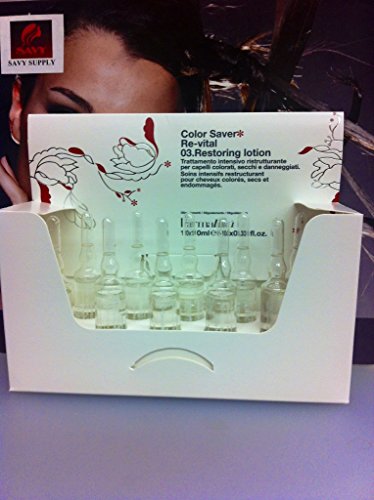 SAVY
SAVY SUPPLY
Color Saver*
Re-vital
03.Restoring lotion
Trattamento intensivo ristrutturante
per capelli colorati, secchi e danneggiati.
Soins intensifs restructurant
pour cheveux colorés, secs et
endommagés.